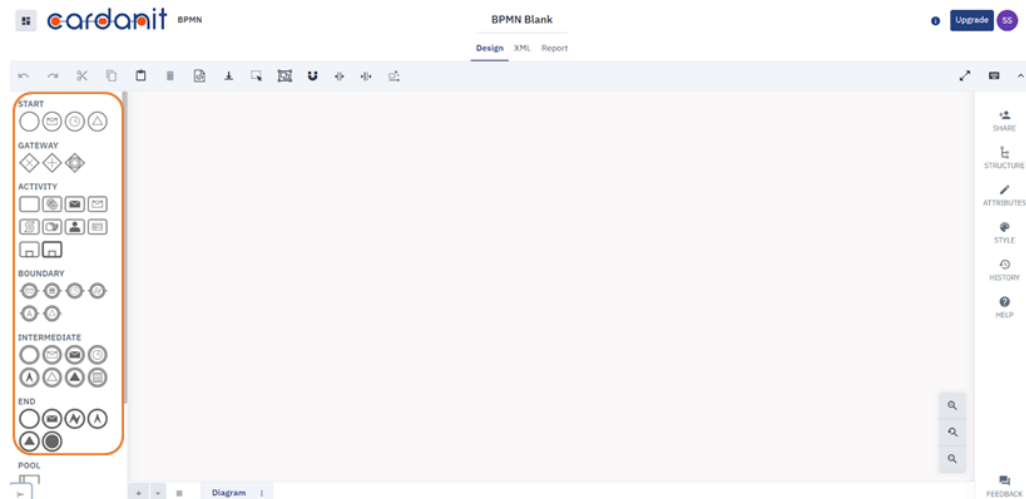 cardanit BPMN
BPMN Blank
Upgrade SS
Design XML Report
START
GATEWAY
ACTIVITY
BOUNDARY
INTERMEDIATE
END
POOL
SHARE
STRUCTURE
ATTRIBUTES
STYLE
HISTORY
HELP
Diagram
FEEDBACK